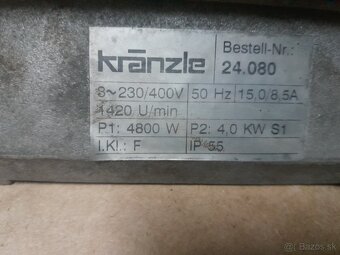 Kränzle
Bestell-Nr.:
24.080
3~230/400V 50 Hz 15,0/8,5A
1420 U/min
P1: 4800 W P2: 4,0 KW S1
I.Kl.: F IP 55
Bazos.sk